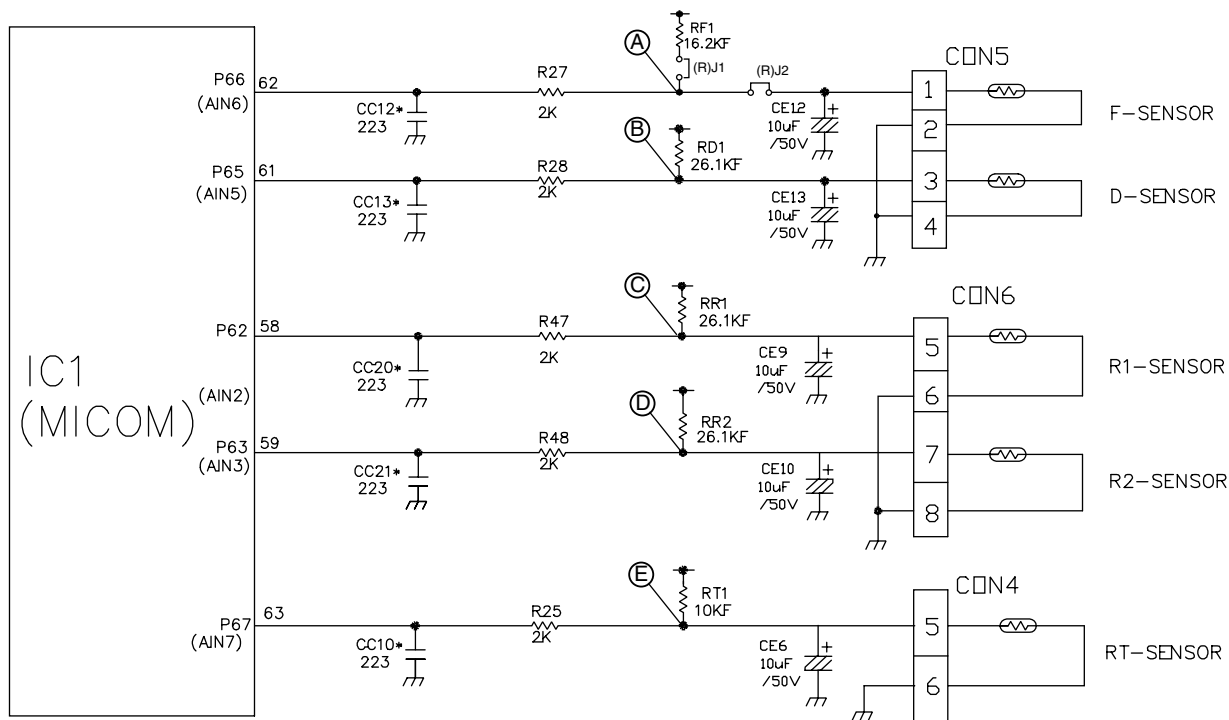 IC1
(MICOM)
P66
(AIN6)
62
CC12*
223
R27
2K
A
RF1
16.2KF
(R)J1
(R)J2
CE12
10uF
/50V
+
CON5
1
2
3
4
F-SENSOR
P65
(AIN5)
61
CC13*
223
R28
2K
B
RD1
26.1KF
CE13
10uF
/50V
+
D-SENSOR
P62
(AIN2)
58
CC20*
223
R47
2K
C
RR1
26.1KF
CE9
10uF
/50V
+
CON6
5
6
7
8
R1-SENSOR
P63
(AIN3)
59
CC21*
223
R48
2K
D
RR2
26.1KF
CE10
10uF
/50V
+
R2-SENSOR
P67
(AIN7)
63
CC10*
223
R25
2K
E
RT1
10KF
CE6
10uF
/50V
+
CON4
5
6
RT-SENSOR